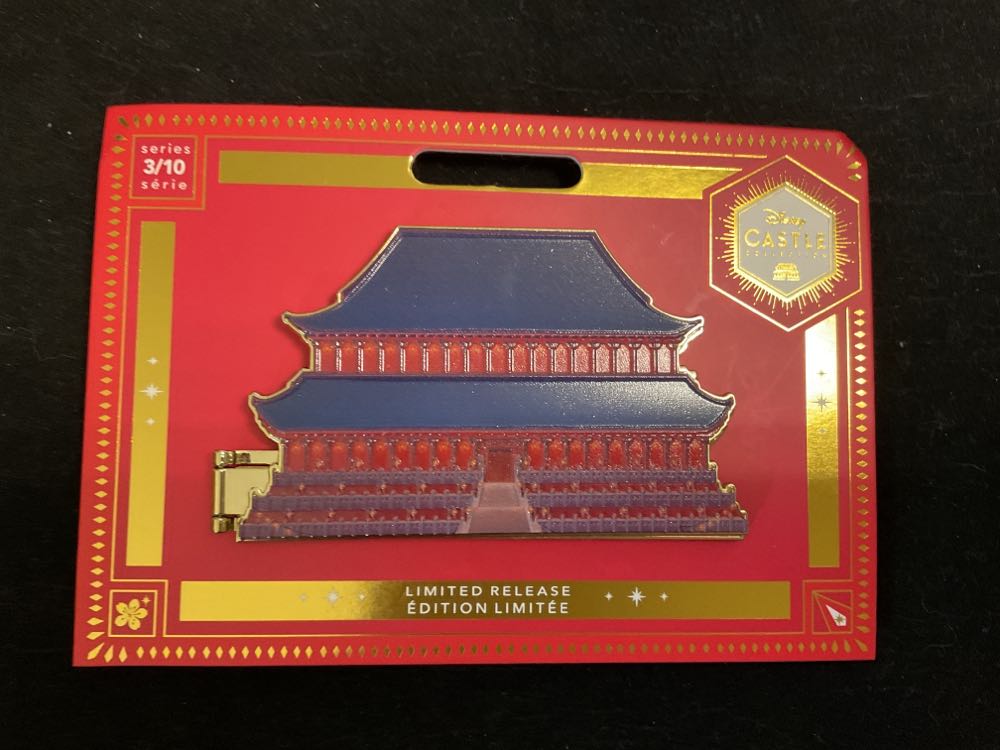 series
3/10
série
Disney
CASTLE
COLLECTION
LIMITED RELEASE
ÉDITION LIMITÉE